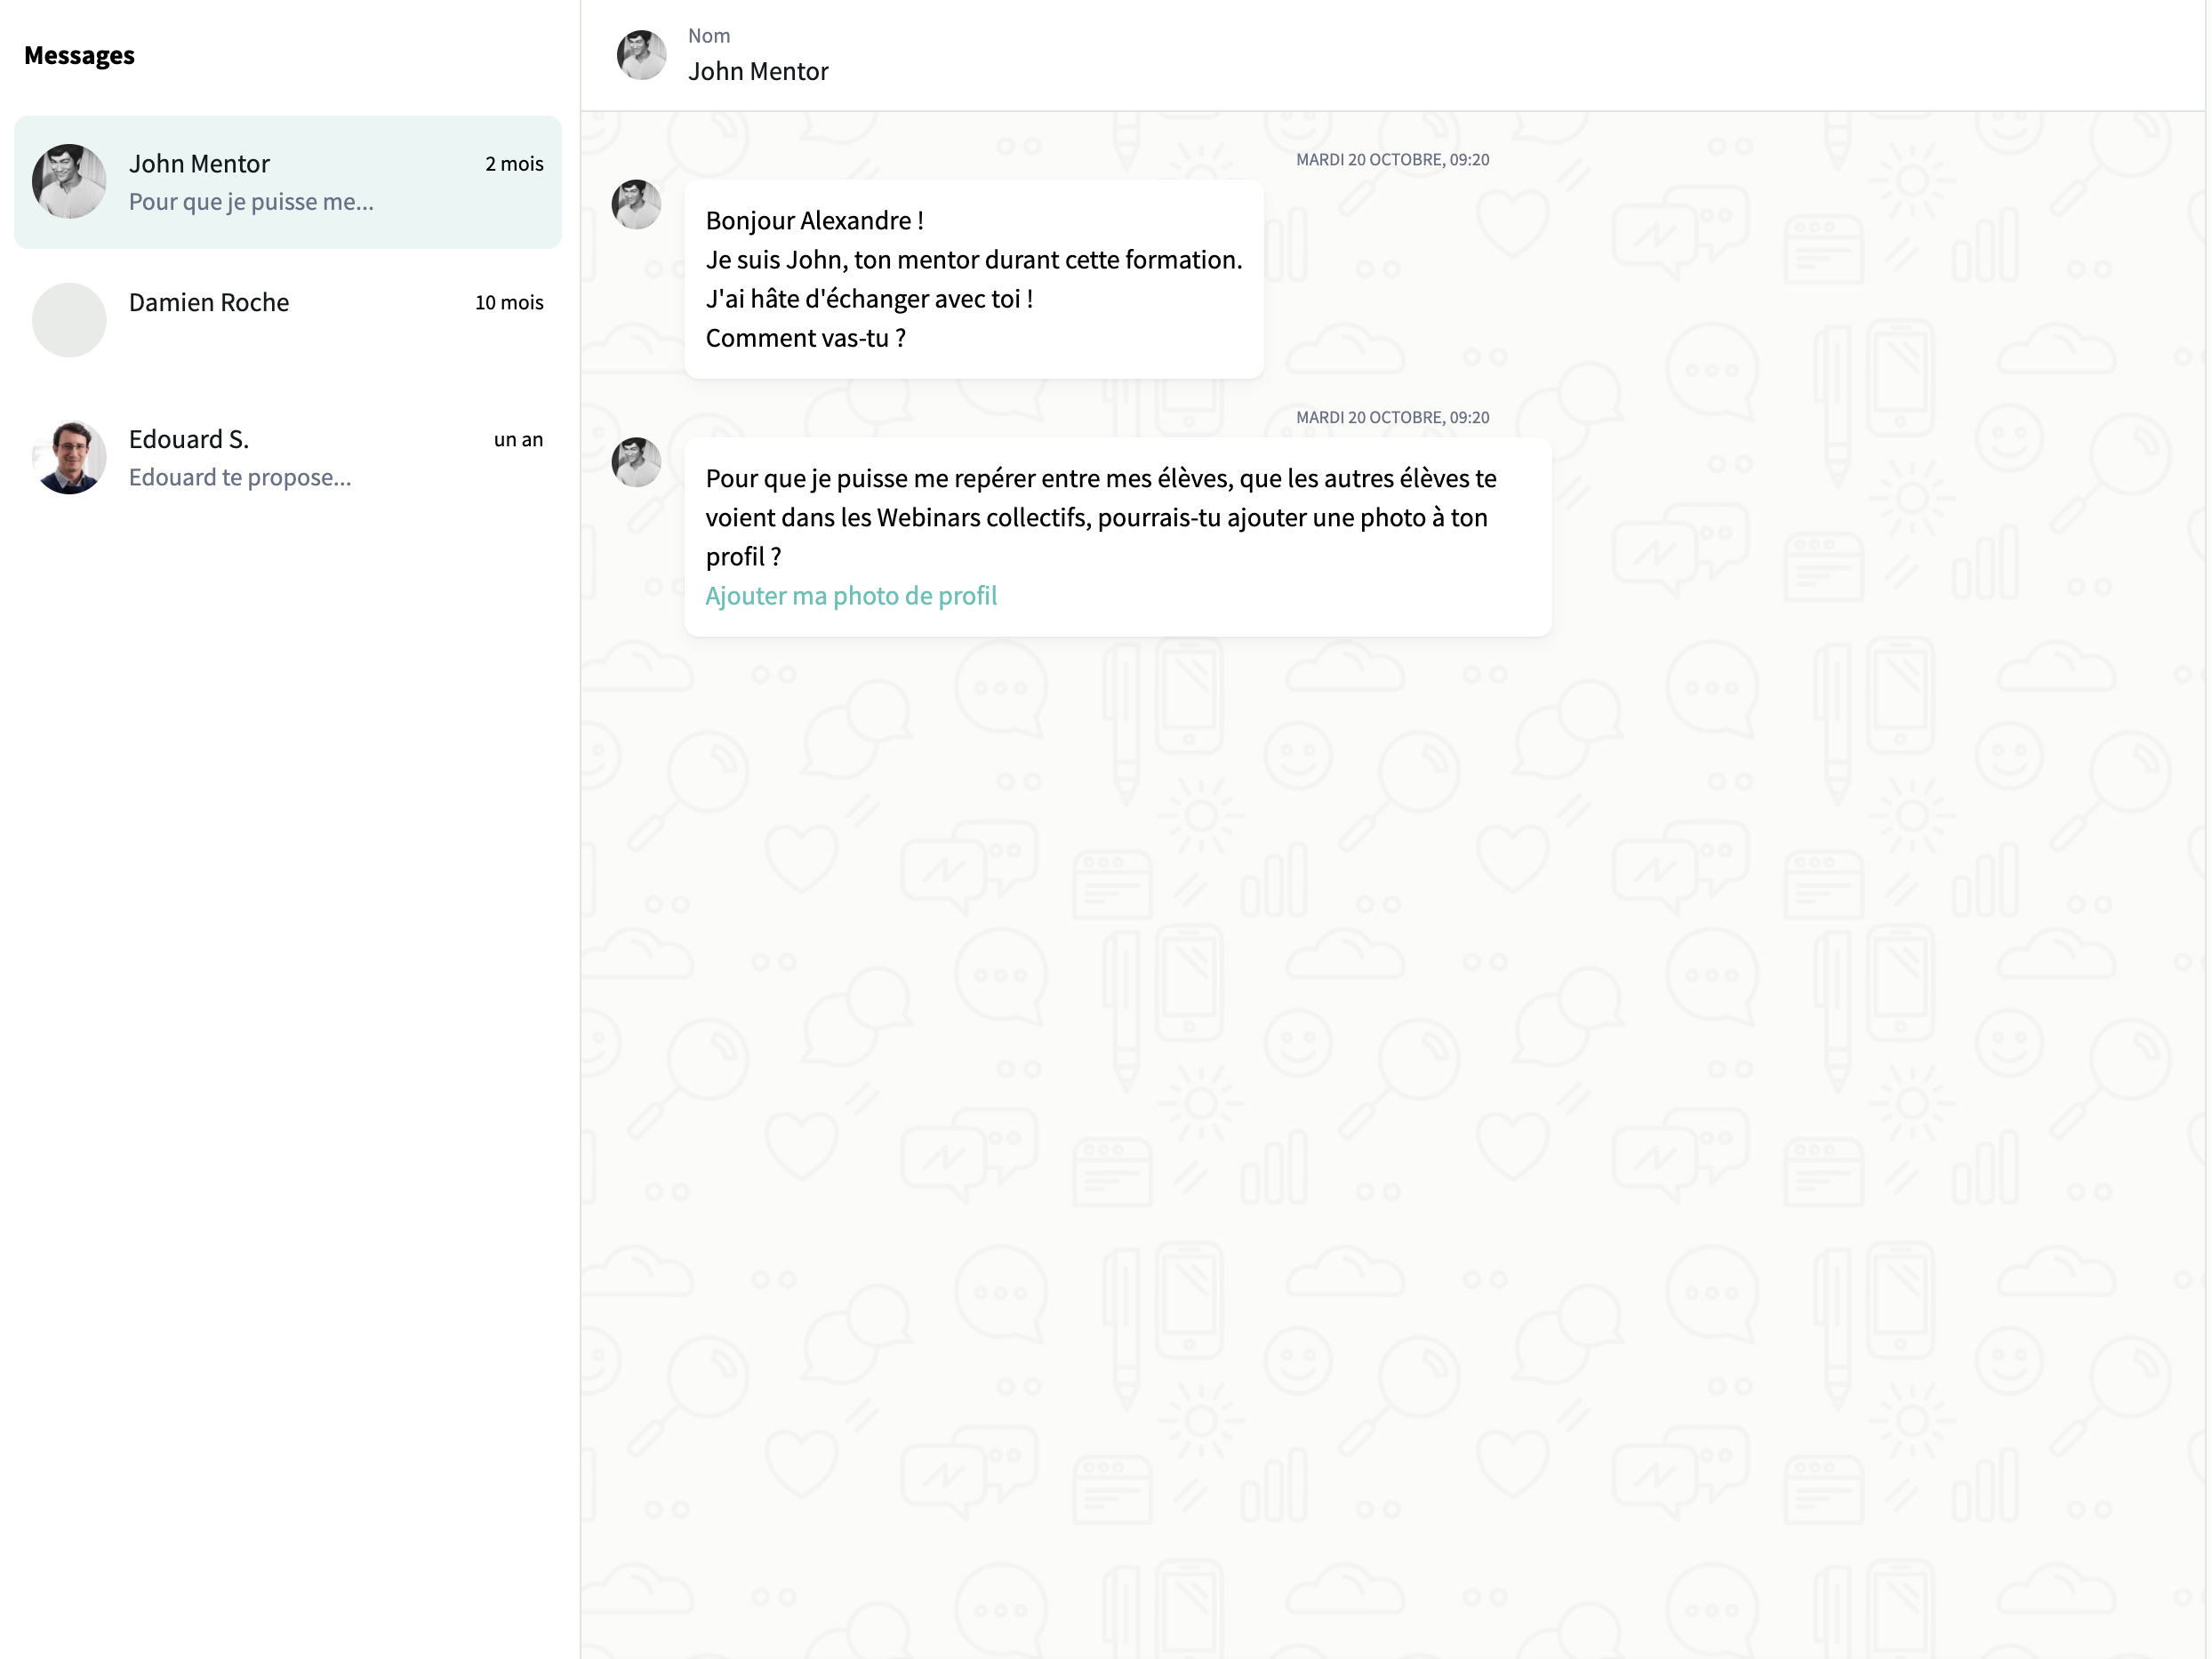 Messages
John Mentor
2 mois
Pour que je puisse me...
Damien Roche
10 mois
Edouard S.
un an
Edouard te propose...
Nom
John Mentor
MARDI 20 OCTOBRE, 09:20
Bonjour Alexandre !
Je suis John, ton mentor durant cette formation.
J'ai hâte d'échanger avec toi !
Comment vas-tu ?
MARDI 20 OCTOBRE, 09:20
Pour que je puisse me repérer entre mes élèves, que les autres élèves te
voient dans les Webinars collectifs, pourrais-tu ajouter une photo à ton
profil ?
Ajouter ma photo de profil